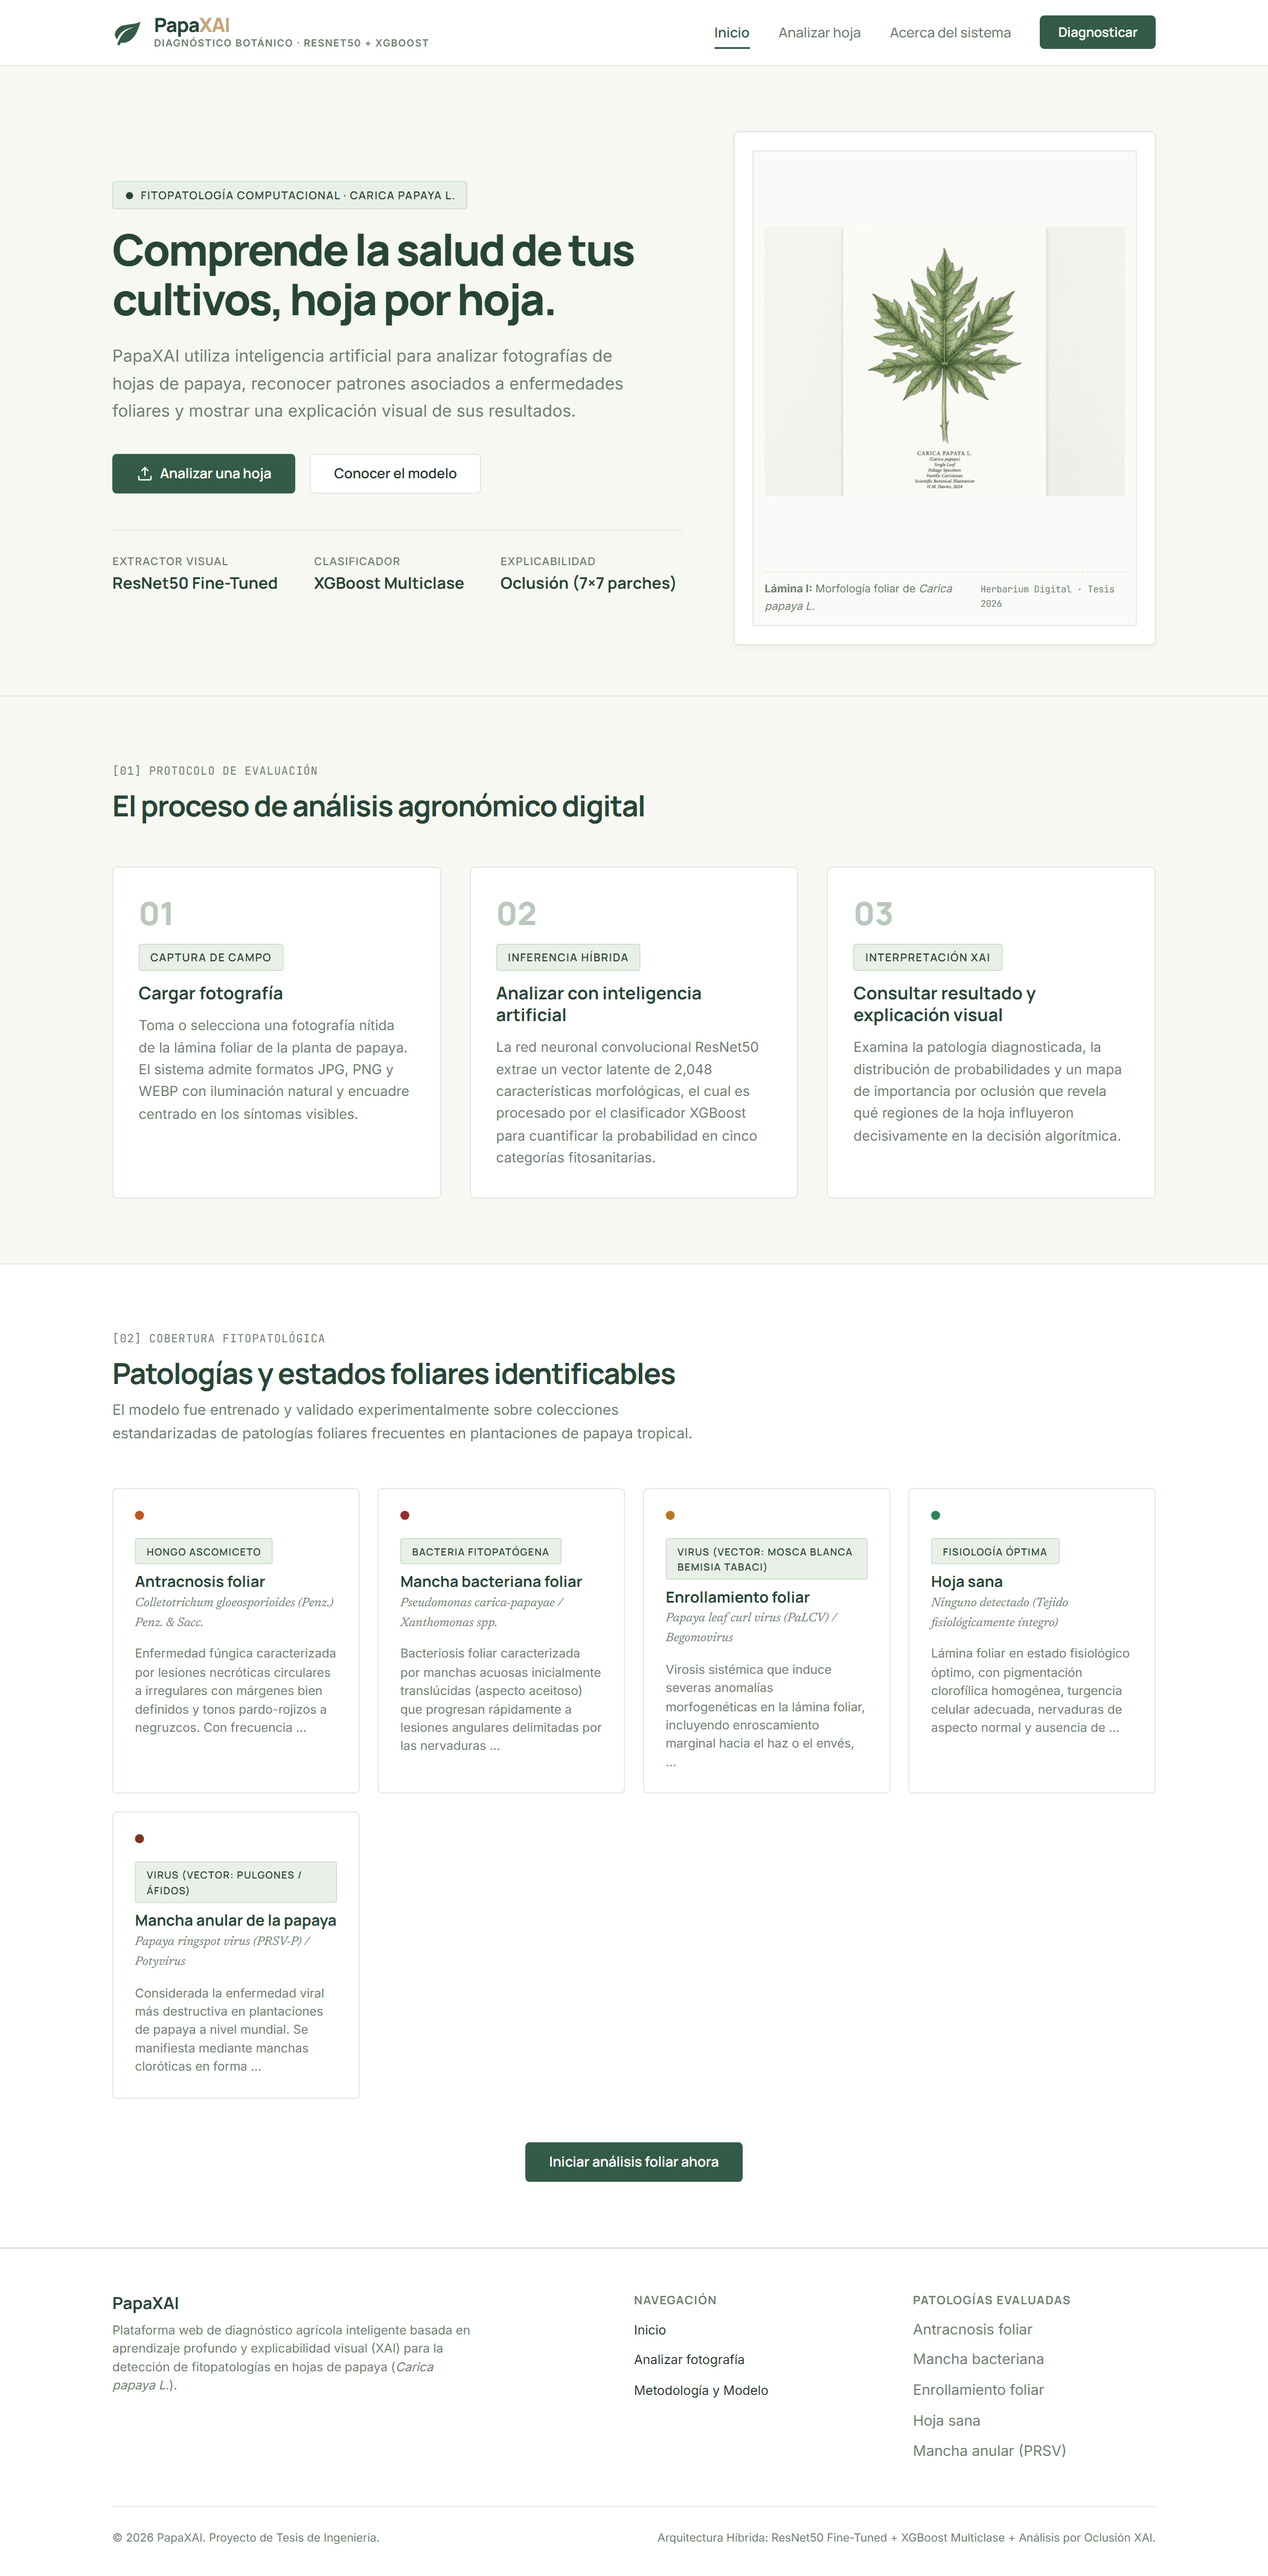 PapaXAI
DIAGNÓSTICO BOTÁNICO · RESNET50 + XGBOOST
Inicio
Analizar hoja
Acerca del sistema
Diagnosticar
FITOPATOLOGÍA COMPUTACIONAL · CARICA PAPAYA L.
Comprende la salud de tus
cultivos, hoja por hoja.
PapaXAI utiliza inteligencia artificial para analizar fotografías de
hojas de papaya, reconocer patrones asociados a enfermedades
foliares y mostrar una explicación visual de sus resultados.
Analizar una hoja
Conocer el modelo
EXTRACTOR VISUAL
ResNet50 Fine-Tuned
CLASIFICADOR
XGBoost Multiclase
EXPLICABILIDAD
Oclusión (7×7 parches)
CARICA PAPAYA L.
(Carica papaya)
Single Leaf
Foliage Specimen
Family: Caricaceae
Scientific Botanical Illustration
H.M. Davies, 2024
Lámina I: Morfología foliar de Carica
papaya L.
Herbarium Digital · Tesis
2026
[01] PROTOCOLO DE EVALUACIÓN
El proceso de análisis agronómico digital
01
CAPTURA DE CAMPO
Cargar fotografía
Toma o selecciona una fotografía nítida
de la lámina foliar de la planta de papaya.
El sistema admite formatos JPG, PNG y
WEBP con iluminación natural y encuadre
centrado en los síntomas visibles.
02
INFERENCIA HÍBRIDA
Analizar con inteligencia
artificial
La red neuronal convolucional ResNet50
extrae un vector latente de 2,048
características morfológicas, el cual es
procesado por el clasificador XGBoost
para cuantificar la probabilidad en cinco
categorías fitosanitarias.
03
INTERPRETACIÓN XAI
Consultar resultado y
explicación visual
Examina la patología diagnosticada, la
distribución de probabilidades y un mapa
de importancia por oclusión que revela
qué regiones de la hoja influyeron
decisivamente en la decisión algorítmica.
[02] COBERTURA FITOPATOLÓGICA
Patologías y estados foliares identificables
El modelo fue entrenado y validado experimentalmente sobre colecciones
estandarizadas de patologías foliares frecuentes en plantaciones de papaya tropical.
HONGO ASCOMICETO
Antracnosis foliar
Colletotrichum gloeosporioides (Penz.)
Penz. & Sacc.
Enfermedad fúngica caracterizada
por lesiones necróticas circulares
a irregulares con márgenes bien
definidos y tonos pardo-rojizos a
negruzcos. Con frecuencia ...
BACTERIA FITOPATÓGENA
Mancha bacteriana foliar
Pseudomonas carica-papayae /
Xanthomonas spp.
Bacteriosis foliar caracterizada
por manchas acuosas inicialmente
translúcidas (aspecto aceitoso)
que progresan rápidamente a
lesiones angulares delimitadas por
las nervaduras ...
VIRUS (VECTOR: MOSCA BLANCA
BEMISIA TABACI)
Enrollamiento foliar
Papaya leaf curl virus (PaLCV) /
Begomovirus
Virosis sistémica que induce
severas anomalías
morfogenéticas en la lámina foliar,
incluyendo enroscamiento
marginal hacia el haz o el envés,
...
FISIOLOGÍA ÓPTIMA
Hoja sana
Ninguno detectado (Tejido
fisiológicamente íntegro)
Lámina foliar en estado fisiológico
óptimo, con pigmentación
clorofílica homogénea, turgencia
celular adecuada, nervaduras de
aspecto normal y ausencia de ...
VIRUS (VECTOR: PULGONES /
ÁFIDOS)
Mancha anular de la papaya
Papaya ringspot virus (PRSV-P) /
Potyvirus
Considerada la enfermedad viral
más destructiva en plantaciones
de papaya a nivel mundial. Se
manifiesta mediante manchas
cloróticas en forma ...
Iniciar análisis foliar ahora
PapaXAI
Plataforma web de diagnóstico agrícola inteligente basada en
aprendizaje profundo y explicabilidad visual (XAI) para la
detección de fitopatologías en hojas de papaya (Carica
papaya L.).
NAVEGACIÓN
Inicio
Analizar fotografía
Metodología y Modelo
PATOLOGÍAS EVALUADAS
Antracnosis foliar
Mancha bacteriana
Enrollamiento foliar
Hoja sana
Mancha anular (PRSV)
© 2026 PapaXAI. Proyecto de Tesis de Ingeniería.
Arquitectura Híbrida: ResNet50 Fine-Tuned + XGBoost Multiclase + Análisis por Oclusión XAI.